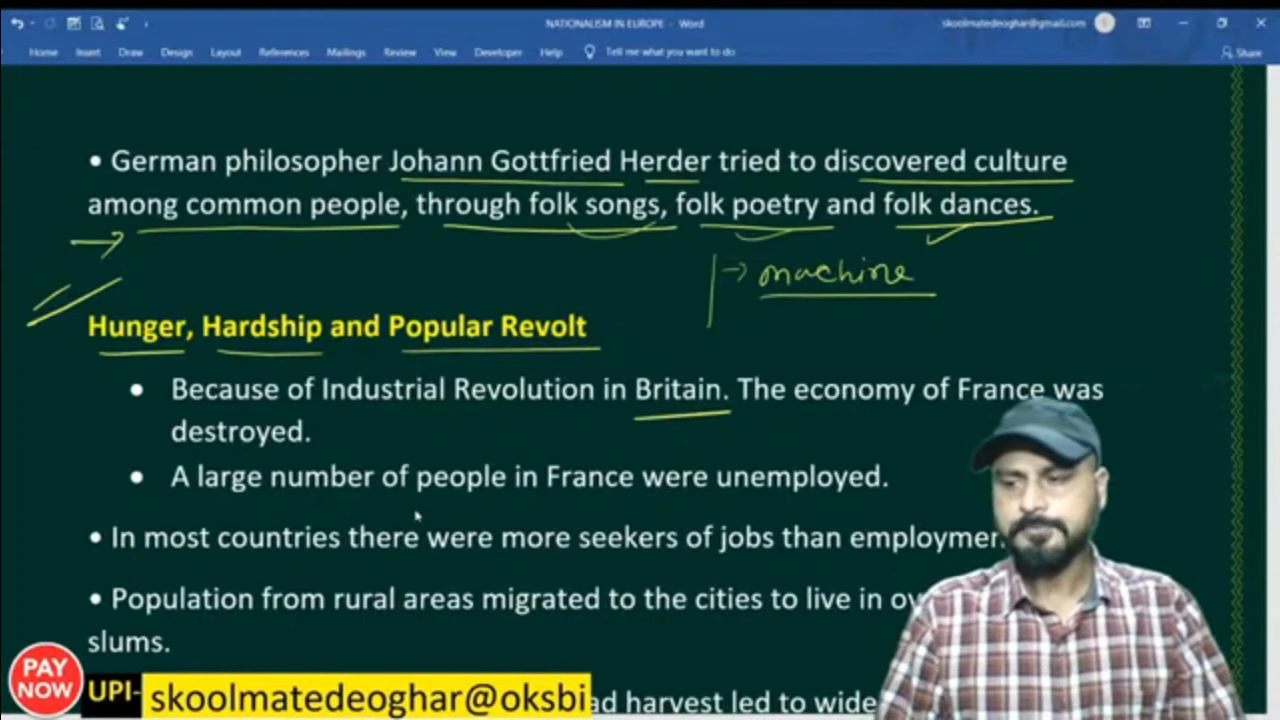 NATIONALISM IN EUROPE - Word
skoolmatedeoghar@gmail.com
Home Insert Draw Design Layout References Mailings Review View Developer Help Tell me what you want to do
Share
• German philosopher Johann Gottfried Herder tried to discovered culture
among common people, through folk songs, folk poetry and folk dances.
→ machine
Hunger, Hardship and Popular Revolt
• Because of Industrial Revolution in Britain. The economy of France was
destroyed.
• A large number of people in France were unemployed.
• In most countries there were more seekers of jobs than
• Population from rural areas migrated to the cities to live in
slums.
PAY
NOW
UPI- skoolmatedeoghar@oksbi
harvest led to